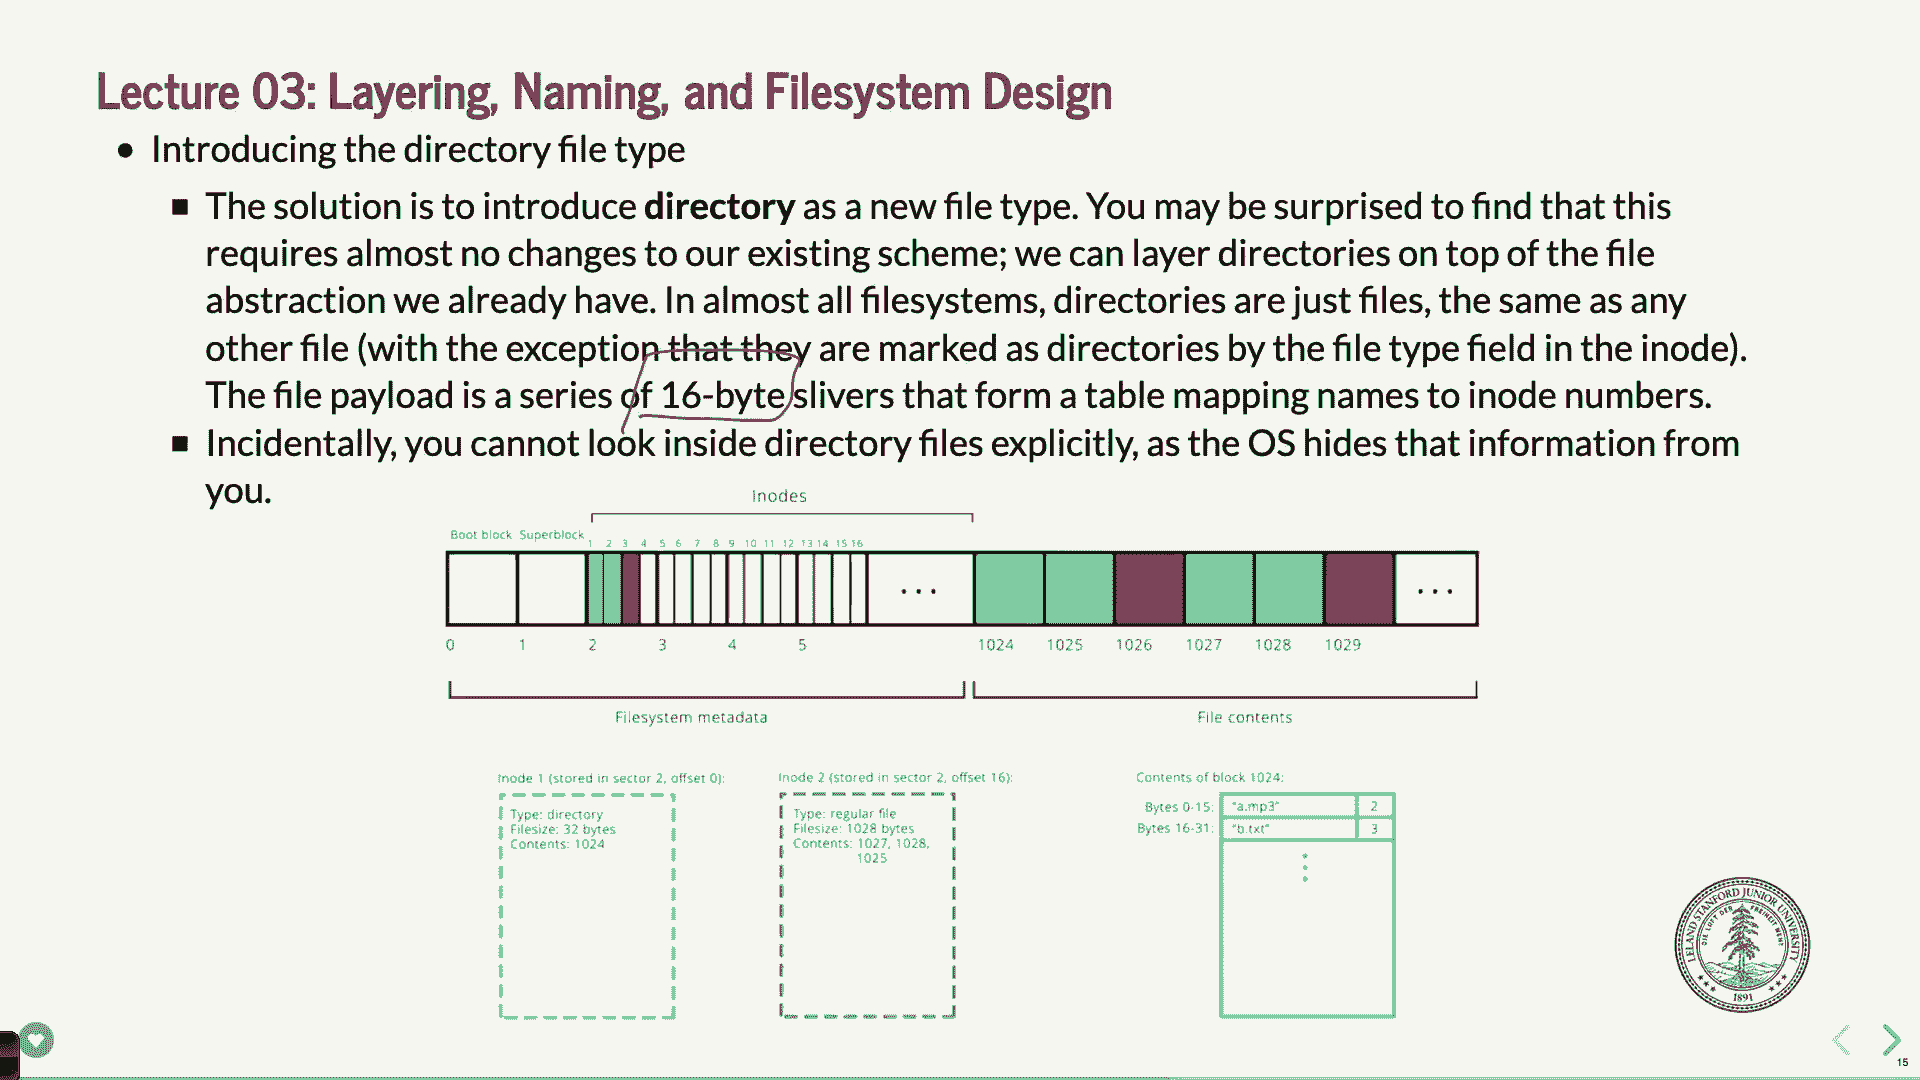 Lecture 03: Layering, Naming, and Filesystem Design
Introducing the directory file type
The solution is to introduce directory as a new file type. You may be surprised to find that this
requires almost no changes to our existing scheme; we can layer directories on top of the file
abstraction we already have. In almost all filesystems, directories are just files, the same as any
other file (with the exception that they are marked as directories by the file type field in the inode).
The file payload is a series of 16-byte slivers that form a table mapping names to inode numbers.
Incidentally, you cannot look inside directory files explicitly, as the OS hides that information from
you.
Inodes
Boot block Superblock 1 2 3 4 5 6 7 8 9 10 11 12 13 14 15 16
... ...
0 1 2 3 4 5 1024 1025 1026 1027 1028 1029
Filesystem metadata File contents
Inode 1 (stored in sector 2, offset 0):
Type: directory
Filesize: 32 bytes
Contents: 1024
Inode 2 (stored in sector 2, offset 16):
Type: regular file
Filesize: 1028 bytes
Contents: 1027, 1028,
1025
Contents of block 1024:
Bytes 0-15: "a.mp3" 2
Bytes 16-31: "b.txt" 3
LELAND STANFORD JUNIOR UNIVERSITY
DIE LUFT DER FREIHEIT WEHT
1891
15